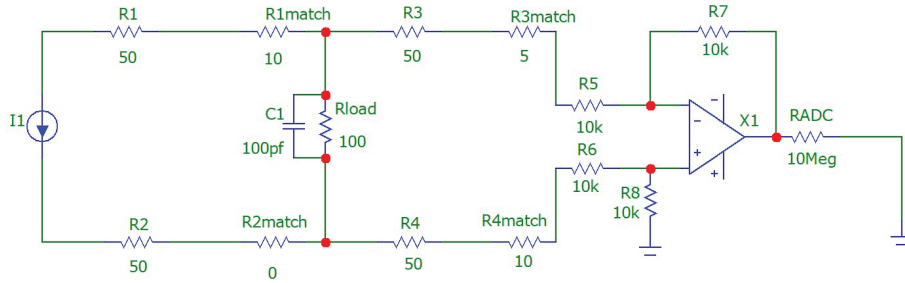 R1
R1match
R3
R3match
R7
50
10
50
5
10k
I1
C1
100pf
Rload
100
R5
10k
X1
RADC
10Meg
R6
10k
R8
10k
R2
R2match
R4
R4match
50
0
50
10